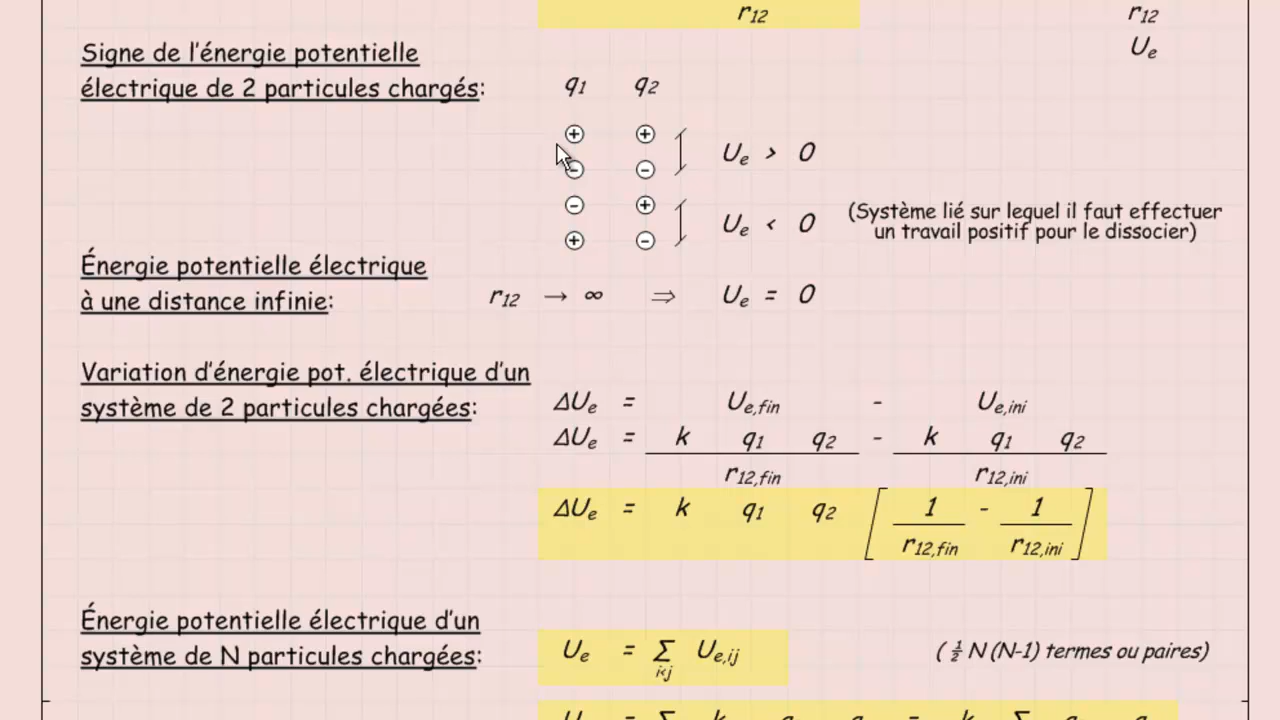 r12 r12
Ue
Signe de l'énergie potentielle
électrique de 2 particules chargés: q1 q2
+ +
- - Ue > 0
- + Ue < 0 (Système lié sur lequel il faut effectuer
+ - un travail positif pour le dissocier)
Énergie potentielle électrique
à une distance infinie: r12 → ∞ ⇒ Ue = 0
Variation d'énergie pot. électrique d'un
système de 2 particules chargées: ΔUe = Ue,fin - Ue,ini
ΔUe = k q1 q2 - k q1 q2
r12,fin r12,ini
ΔUe = k q1 q2 [ 1 - 1 ]
r12,fin r12,ini
Énergie potentielle électrique d'un
système de N particules chargées: Ue = Σ Ue,ij ( ½ N (N-1) termes ou paires)
i<j